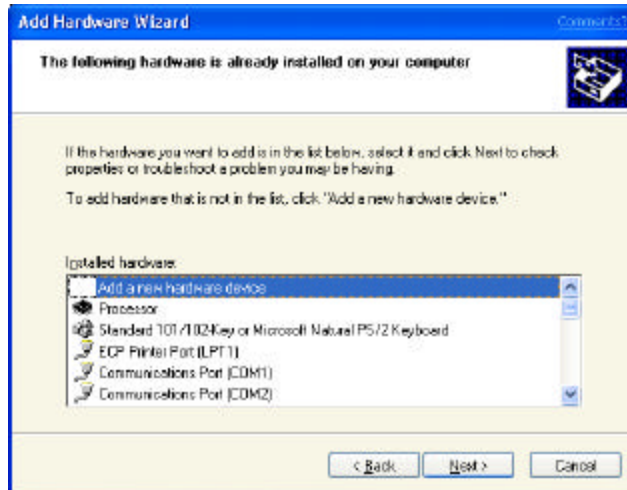 Add Hardware Wizard
Comments?
The following hardware is already installed on your computer
If the hardware you want to add is in the list below, select it and click Next to check
properties or troubleshoot a problem you may be having.
To add hardware that is not in the list, click "Add a new hardware device."
Installed hardware:
Add a new hardware device
Processor
Standard 101/102-Key or Microsoft Natural PS/2 Keyboard
ECP Printer Port (LPT1)
Communications Port (COM1)
Communications Port (COM2)
< Back
Next >
Cancel